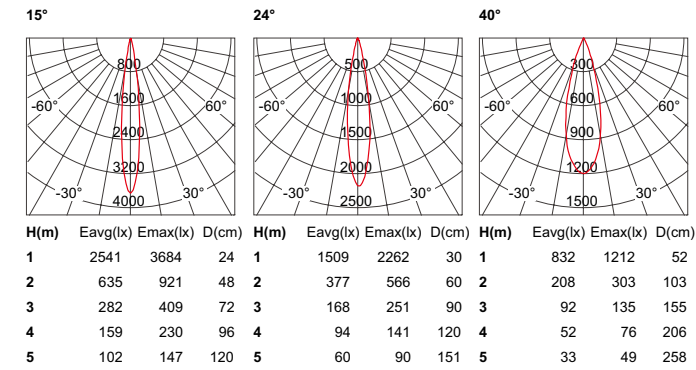 15° 24° 40°
800 500 300
1600 1000 600
-60° 60° -60° 60° -60° 60°
2400 1500 900
3200 2000 1200
-30° 30° -30° 30° -30° 30°
4000 2500 1500
H(m) Eavg(lx) Emax(lx) D(cm) H(m) Eavg(lx) Emax(lx) D(cm) H(m) Eavg(lx) Emax(lx) D(cm)
1 2541 3684 24 1 1509 2262 30 1 832 1212 52
2 635 921 48 2 377 566 60 2 208 303 103
3 282 409 72 3 168 251 90 3 92 135 155
4 159 230 96 4 94 141 120 4 52 76 206
5 102 147 120 5 60 90 151 5 33 49 258